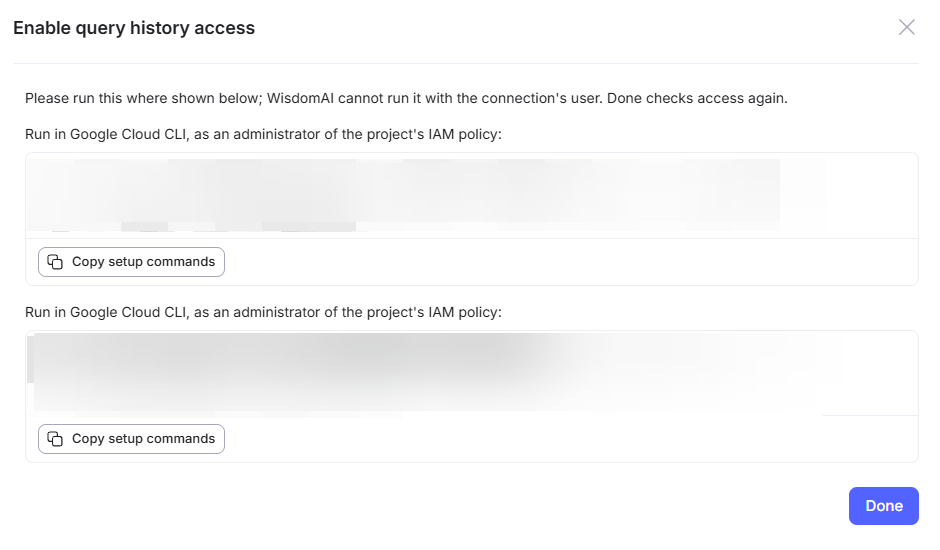 Enable query history access
Please run this where shown below; WisdomAI cannot run it with the connection's user. Done checks access again.
Run in Google Cloud CLI, as an administrator of the project's IAM policy:
Copy setup commands
Run in Google Cloud CLI, as an administrator of the project's IAM policy:
Copy setup commands
Done